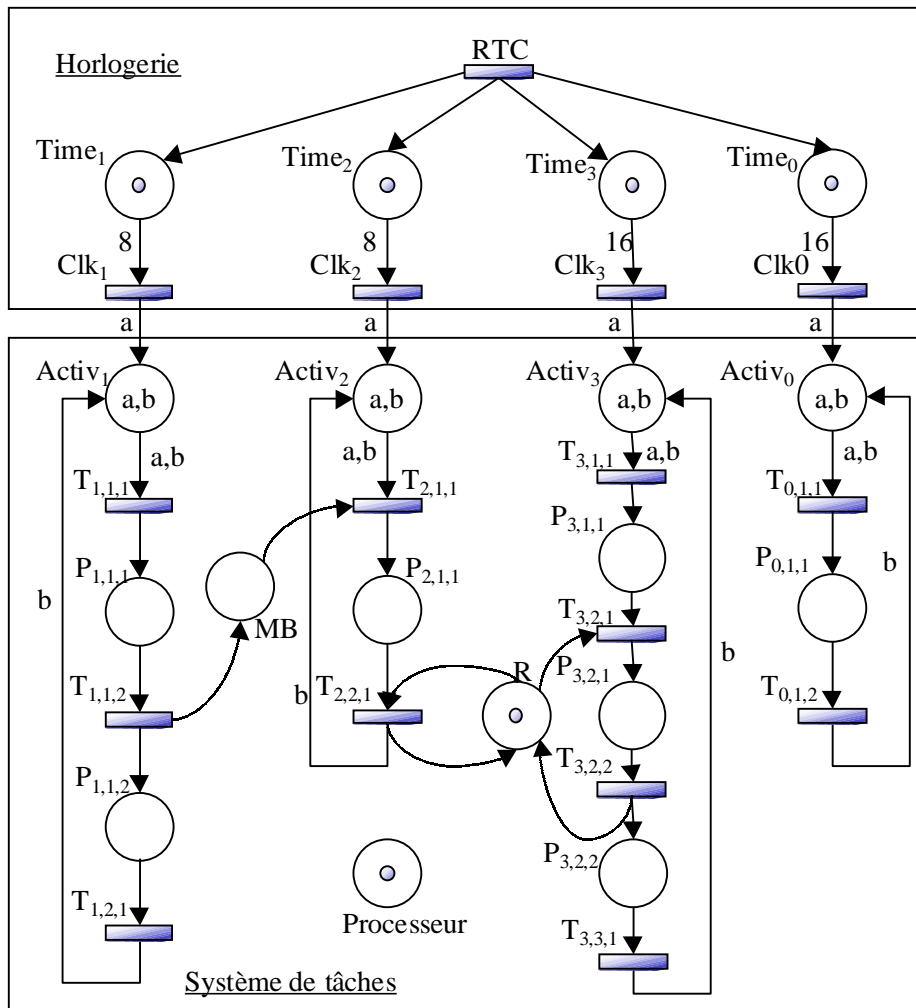 RTC
Horlogerie
Time1
Time2
Time3
Time0
8
8
16
16
Clk1
Clk2
Clk3
Clk0
a
a
a
a
Activ1
Activ2
Activ3
Activ0
a,b
a,b
a,b
a,b
a,b
a,b
a,b
a,b
T1,1,1
T2,1,1
T3,1,1
T0,1,1
P1,1,1
P2,1,1
P3,1,1
P0,1,1
b
b
MB
T3,2,1
b
R
P3,2,1
T1,1,2
b
T2,2,1
T0,1,2
P1,1,2
T3,2,2
P3,2,2
T1,2,1
Processeur
T3,3,1
Système de tâches